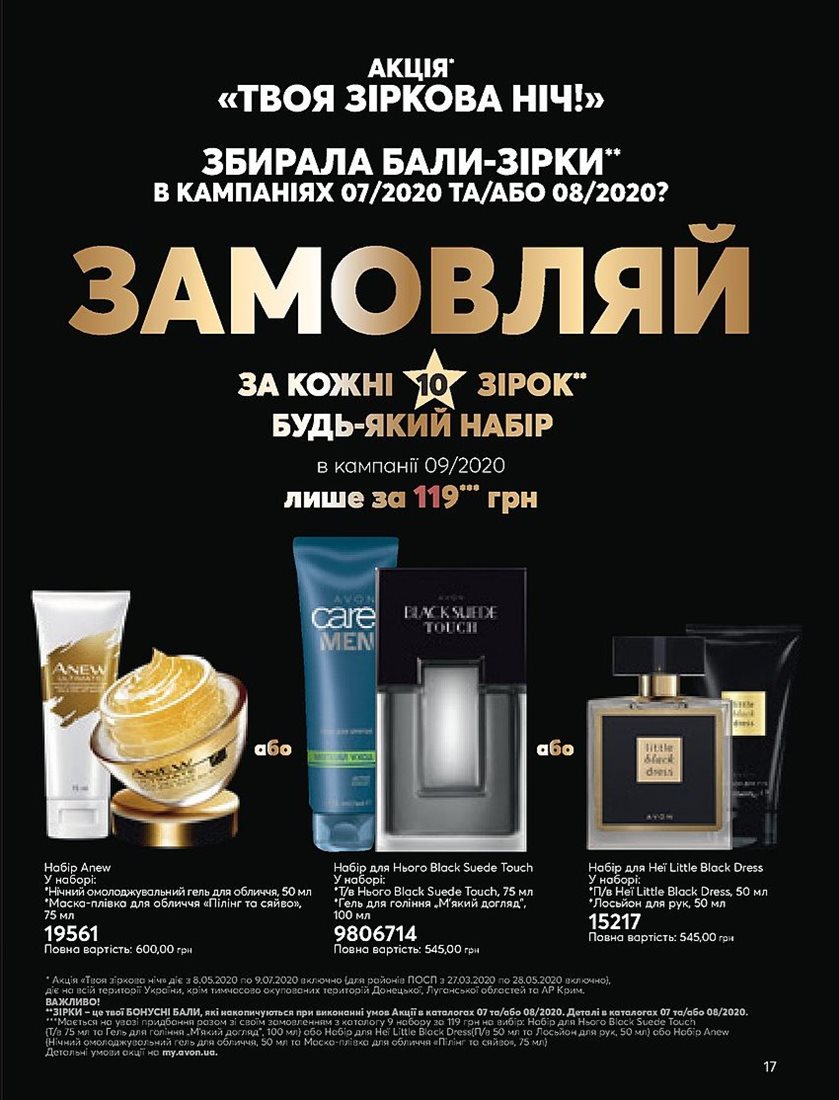 АКЦІЯ*
«ТВОЯ ЗІРКОВА НІЧ!»
ЗБИРАЛА БАЛИ-ЗІРКИ**
В КАМПАНІЯХ 07/2020 ТА/АБО 08/2020?
ЗАМОВЛЯЙ
ЗА КОЖНІ 10 ЗІРОК**
БУДЬ-ЯКИЙ НАБІР
в кампанії 09/2020
лише за 119*** грн
ANEW
ULTIMATE
75 ml
ANEW
ULTIMATE
або
AVON
care
MEN
AVON
BLACK SUEDE
TOUCH
або
little
black
dress
AVON
little
black
dress
Набір Anew
У наборі:
*Нічний омолоджувальний гель для обличчя, 50 мл
*Маска-плівка для обличчя «Пілінг та сяйво»,
75 мл
19561
Повна вартість: 600,00 грн
Набір для Нього Black Suede Touch
У наборі:
*Т/в Нього Black Suede Touch, 75 мл
*Гель для гоління „М'який догляд",
100 мл
9806714
Повна вартість: 545,00 грн
Набір для Неї Little Black Dress
У наборі:
*П/в Неї Little Black Dress, 50 мл
*Лосьйон для рук, 50 мл
15217
Повна вартість: 545,00 грн
* Акція «Твоя зіркова ніч» діє з 8.05.2020 по 9.07.2020 включно (для районів ПОСП з 27.03.2020 по 28.05.2020 включно),
діє на всій території України, крім тимчасово окупованих територій Донецької, Луганської областей та АР Крим.
ВАЖЛИВО!
**ЗІРКИ – це твої БОНУСНІ БАЛИ, які накопичуються при виконанні умов Акції в каталогах 07 та/або 08/2020. Деталі в каталогах 07 та/або 08/2020.
***Мається на увазі придбання разом зі своїм замовленням з каталогу 9 набору за 119 грн на вибір: Набір для Нього Black Suede Touch
(Т/в 75 мл та Гель для гоління „М'який догляд", 100 мл) або Набір для Неї Little Black Dress(П/в 50 мл та Лосьйон для рук, 50 мл) або Набір Anew
(Нічний омолоджувальний гель для обличчя, 50 мл та Маска-плівка для обличчя «Пілінг та сяйво», 75 мл)
Детальні умови акції на my.avon.ua.
17